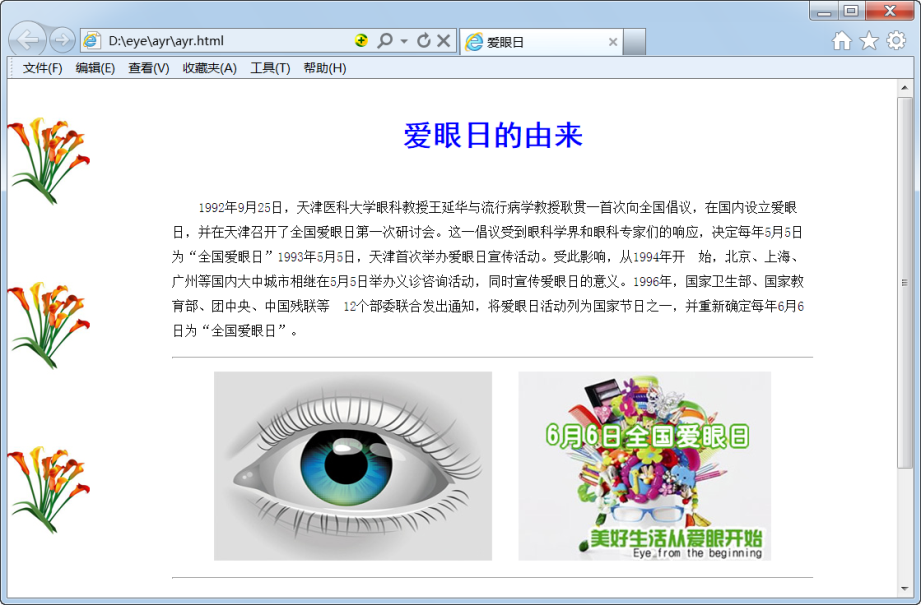 D:\eye\ayr\ayr.html
爱眼日
文件(F) 编辑(E) 查看(V) 收藏夹(A) 工具(T) 帮助(H)
爱眼日的由来
1992年9月25日，天津医科大学眼科教授王延华与流行病学教授耿贯一首次向全国倡议，在国内设立爱眼
日，并在天津召开了全国爱眼日第一次研讨会。这一倡议受到眼科学界和眼科专家们的响应，决定每年5月5日
为“全国爱眼日”1993年5月5日，天津首次举办爱眼日宣传活动。受此影响，从1994年开　始，北京、上海、
广州等国内大中城市相继在5月5日举办义诊咨询活动，同时宣传爱眼日的意义。1996年，国家卫生部、国家教
育部、团中央、中国残联等　12个部委联合发出通知，将爱眼日活动列为国家节日之一，并重新确定每年6月6
日为“全国爱眼日”。
6月6日全国爱眼日
美好生活从爱眼开始
Eye from the beginning